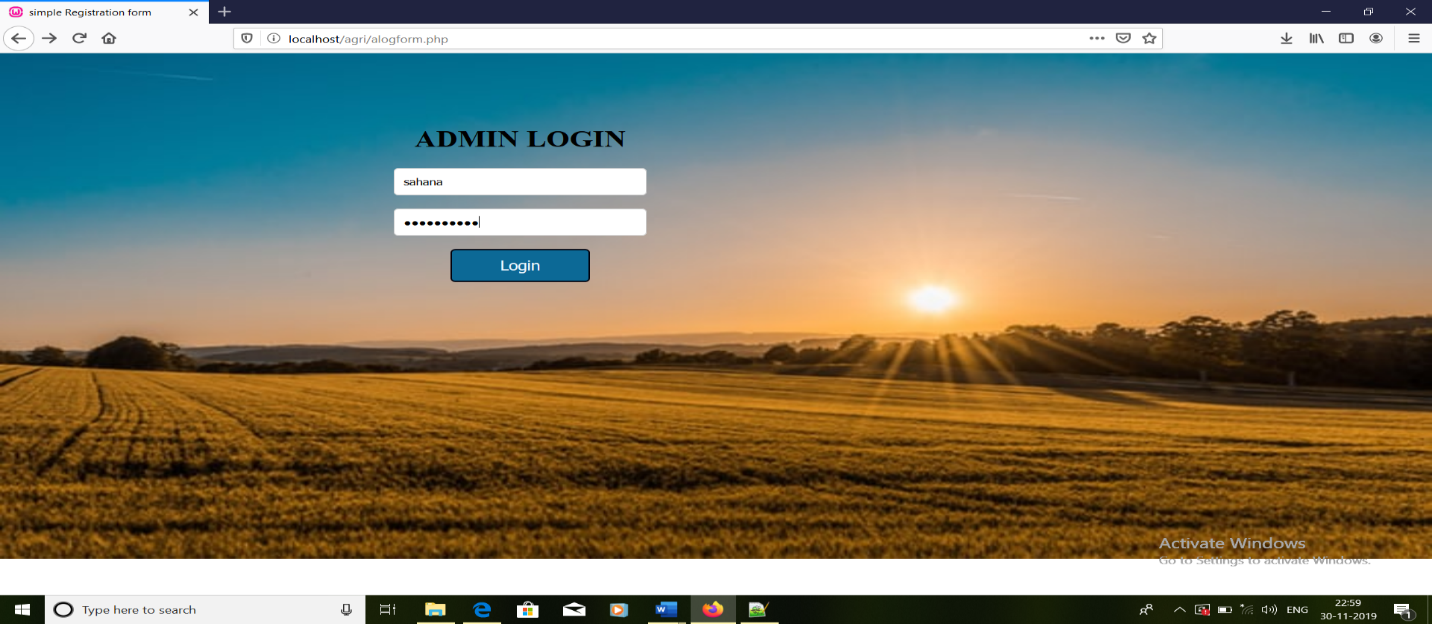 simple Registration form
localhost/agri/alogform.php
ADMIN LOGIN
sahana
••••••••••
Login
Activate Windows
Go to Settings to activate Windows.
Type here to search
ENG
22:59
30-11-2019
1